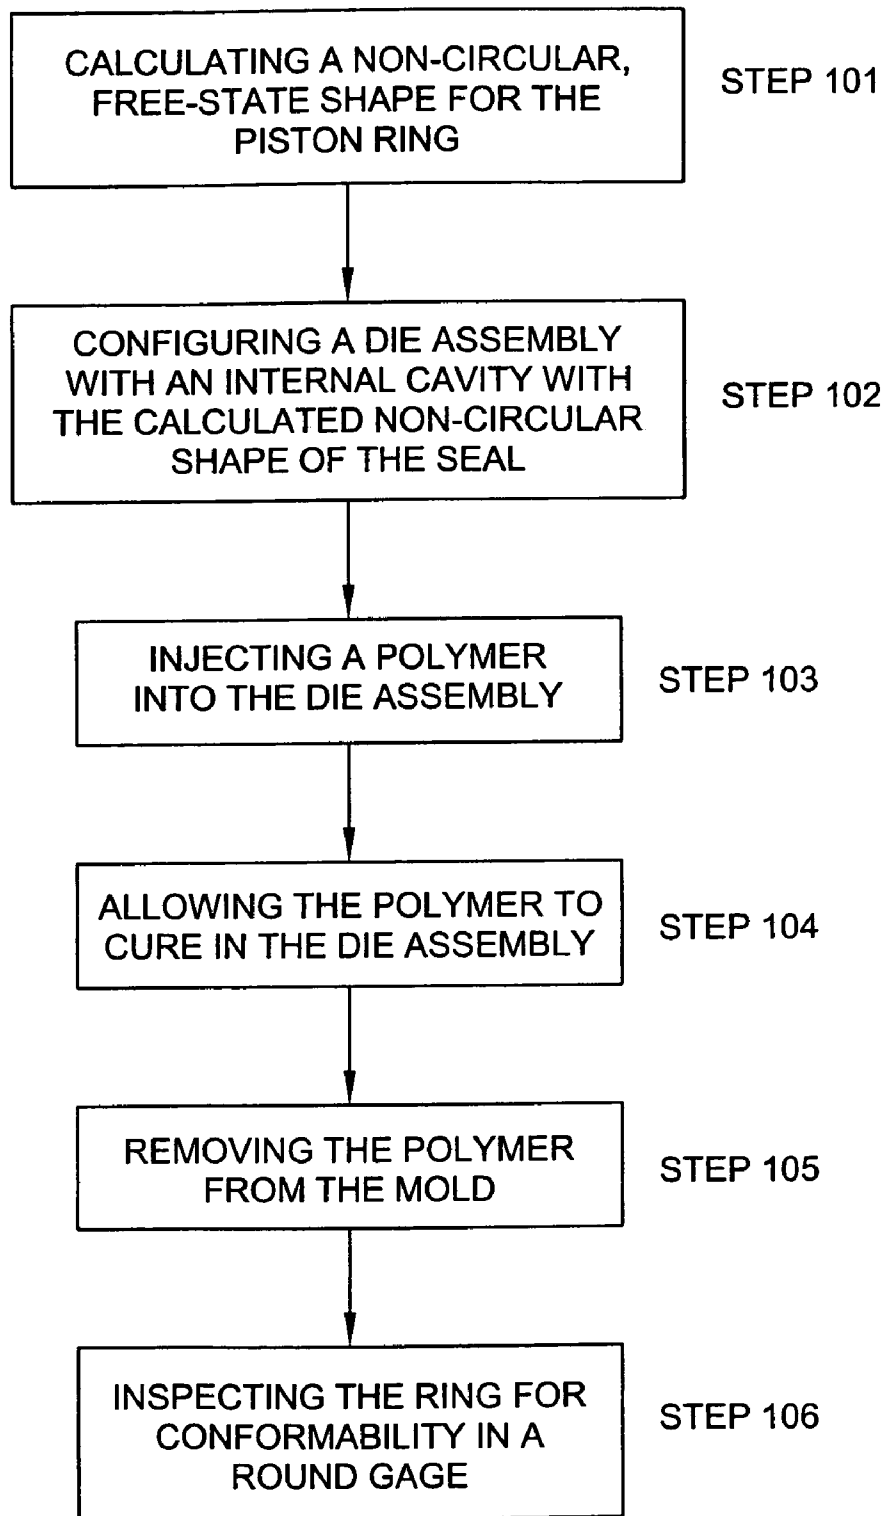 CALCULATING A NON-CIRCULAR,
FREE-STATE SHAPE FOR THE
PISTON RING
STEP 101
CONFIGURING A DIE ASSEMBLY
WITH AN INTERNAL CAVITY WITH
THE CALCULATED NON-CIRCULAR
SHAPE OF THE SEAL
STEP 102
INJECTING A POLYMER
INTO THE DIE ASSEMBLY
STEP 103
ALLOWING THE POLYMER TO
CURE IN THE DIE ASSEMBLY
STEP 104
REMOVING THE POLYMER
FROM THE MOLD
STEP 105
INSPECTING THE RING FOR
CONFORMABILITY IN A
ROUND GAGE
STEP 106